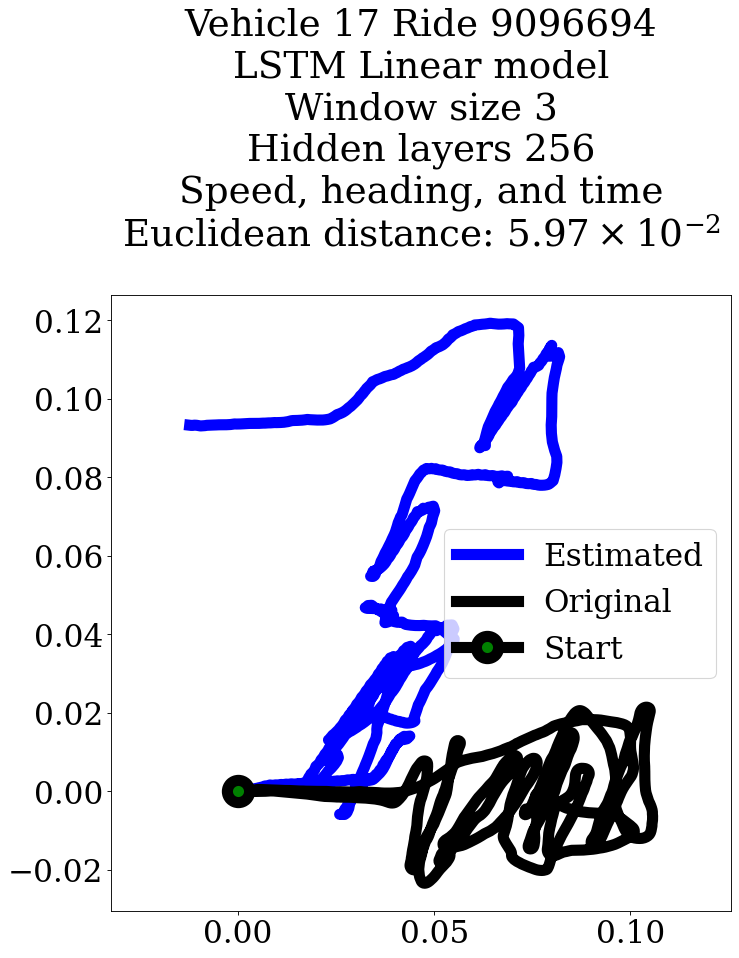 Vehicle 17 Ride 9096694
LSTM Linear model
Window size 3
Hidden layers 256
Speed, heading, and time
Euclidean distance: 5.97 × 10⁻²
0.12
0.10
0.08
0.06
0.04
0.02
0.00
−0.02
Estimated
Original
Start
0.00 0.05 0.10